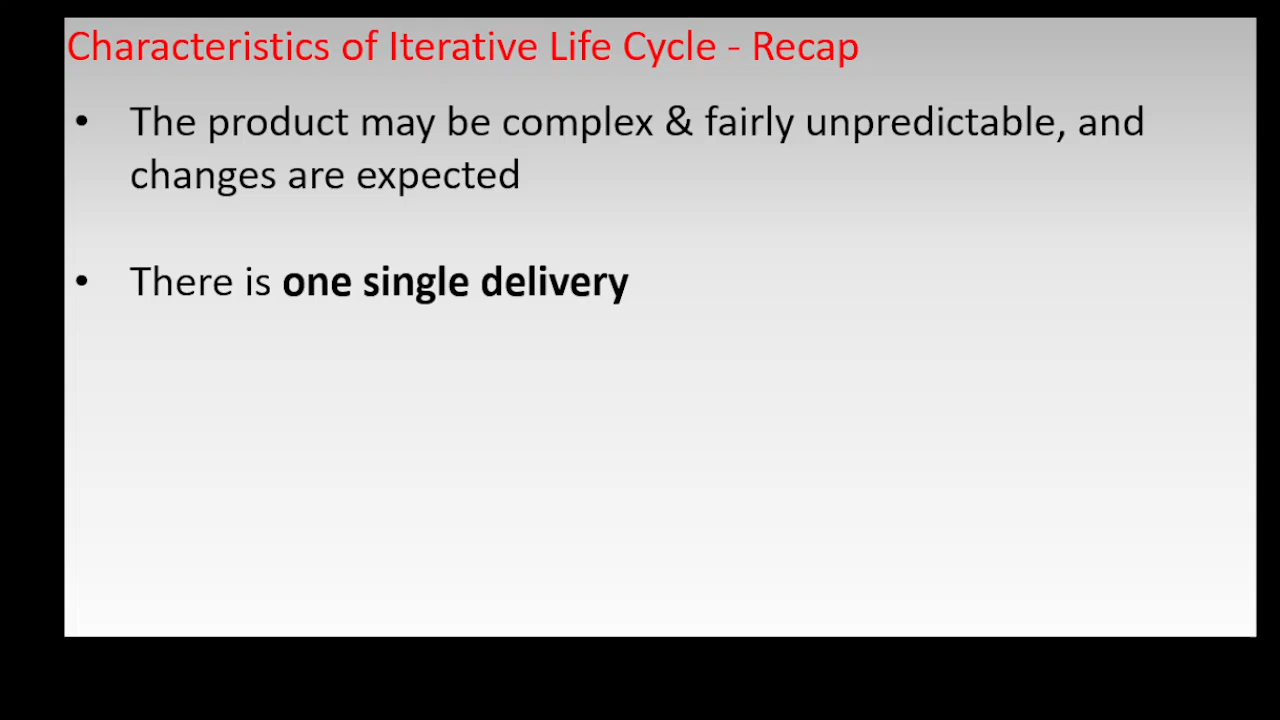 Characteristics of Iterative Life Cycle - Recap
• The product may be complex & fairly unpredictable, and
changes are expected
• There is one single delivery